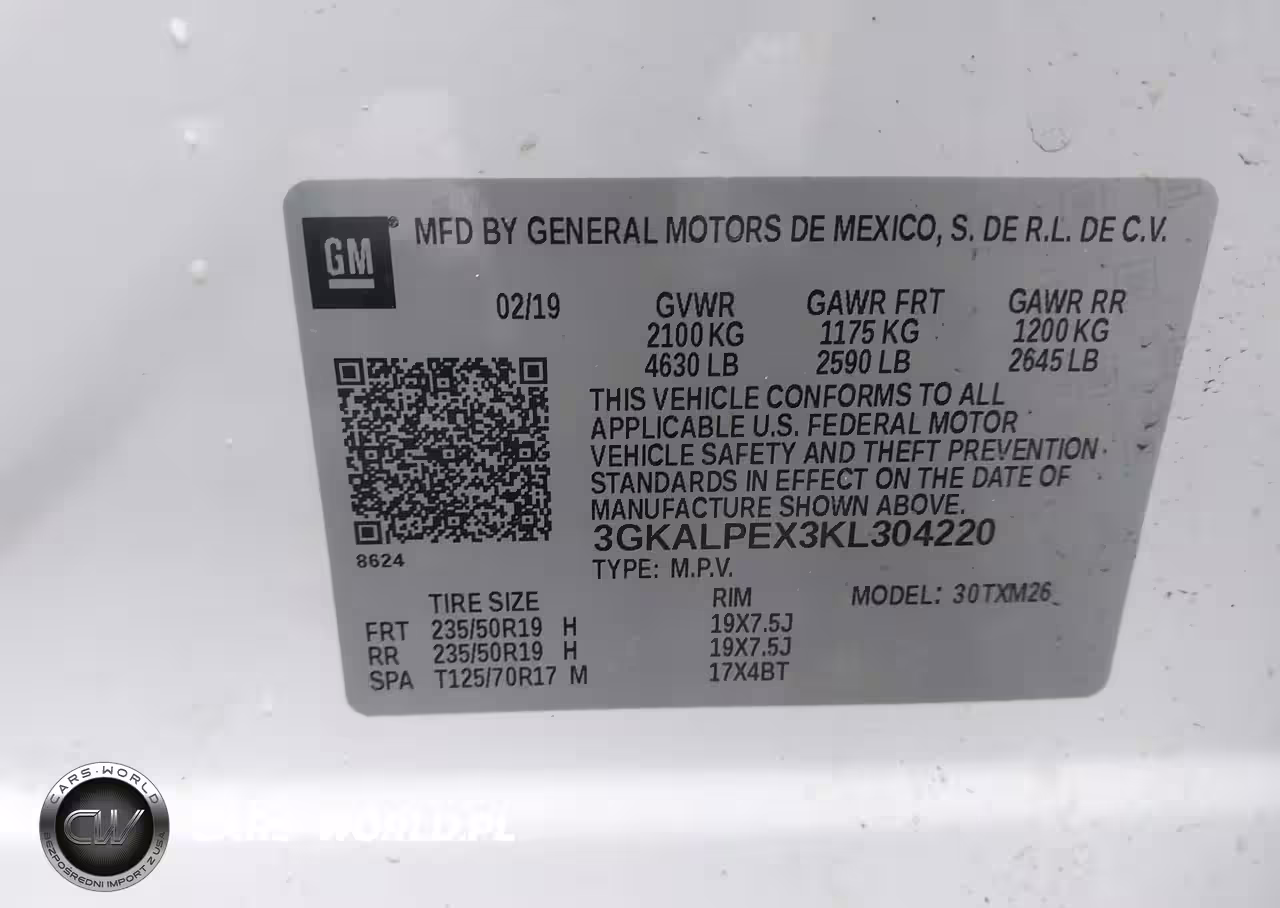 GM® MFD BY GENERAL MOTORS DE MEXICO, S. DE R.L. DE C.V.
02/19 GVWR GAWR FRT GAWR RR
2100 KG 1175 KG 1200 KG
4630 LB 2590 LB 2645 LB
THIS VEHICLE CONFORMS TO ALL
APPLICABLE U.S. FEDERAL MOTOR
VEHICLE SAFETY AND THEFT PREVENTION
STANDARDS IN EFFECT ON THE DATE OF
MANUFACTURE SHOWN ABOVE.
3GKALPEX3KL304220
8624
TYPE: M.P.V.
TIRE SIZE RIM MODEL: 30TXM26
FRT 235/50R19 H 19X7.5J
RR 235/50R19 H 19X7.5J
SPA T125/70R17 M 17X4BT
CARS-WORLD
CW
BEZPOŚREDNI IMPORT Z USA
CARS-WORLD.PL